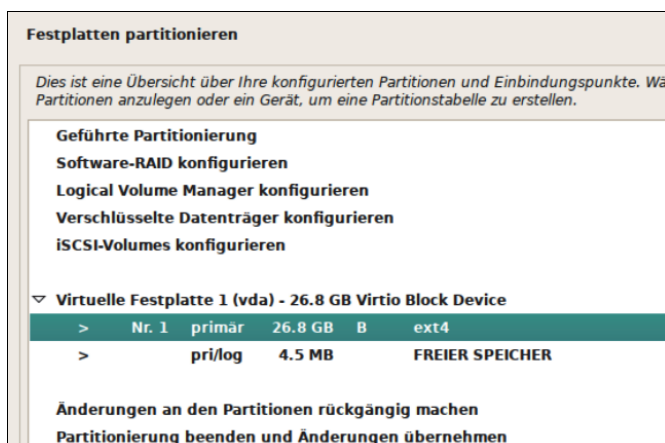 Festplatten partitionieren
Dies ist eine Übersicht über Ihre konfigurierten Partitionen und Einbindungspunkte.
Partitionen anzulegen oder ein Gerät, um eine Partitionstabelle zu erstellen.
Geführte Partitionierung
Software-RAID konfigurieren
Logical Volume Manager konfigurieren
Verschlüsselte Datenträger konfigurieren
iSCSI-Volumes konfigurieren
Virtuelle Festplatte 1 (vda) - 26.8 GB Virtio Block Device
> Nr. 1 primär 26.8 GB B ext4
> pri/log 4.5 MB FREIER SPEICHER
Änderungen an den Partitionen rückgängig machen
Partitionierung beenden und Änderungen übernehmen